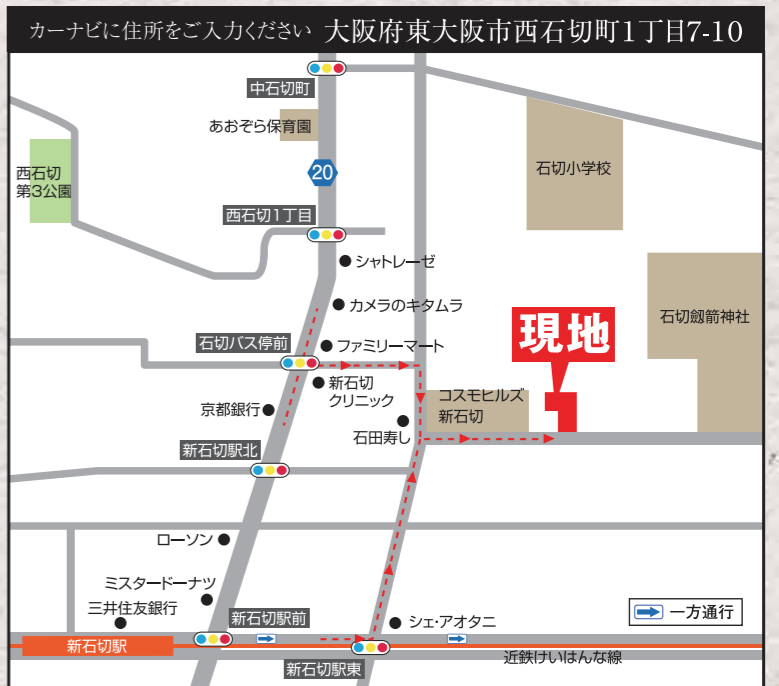 カーナビに住所をご入力ください 大阪府東大阪市西石切町1丁目7-10
中石切町
あおぞら保育園
西石切
第3公園
石切小学校
20
西石切1丁目
シャトレーゼ
カメラのキタムラ
石切劔箭神社
現地
石切バス停前
ファミリーマート
新石切
クリニック
コスモヒルズ
新石切
京都銀行
石田寿し
新石切駅北
ローソン
ミスタードーナツ
三井住友銀行
新石切駅前
シェ・アオタニ
一方通行
新石切駅
新石切駅東
近鉄けいはんな線